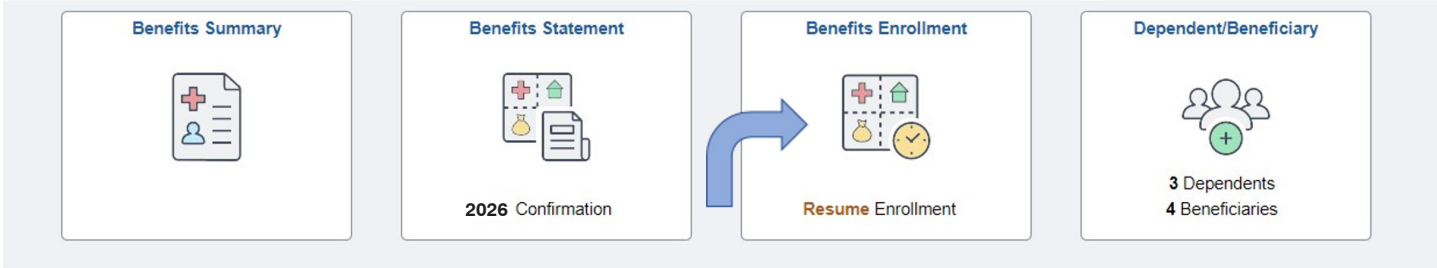 Benefits Summary
Benefits Statement
2026 Confirmation
Benefits Enrollment
Resume Enrollment
Dependent/Beneficiary
3 Dependents
4 Beneficiaries